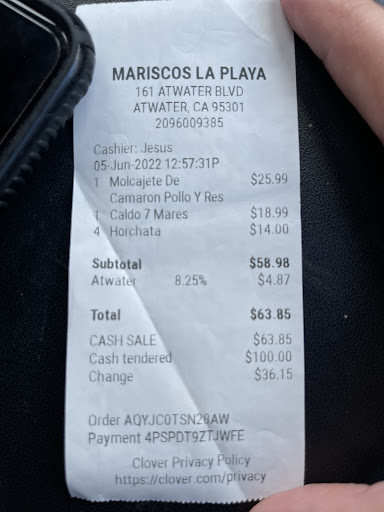 MARISCOS LA PLAYA
161 ATWATER BLVD
ATWATER, CA 95301
2096009385
Cashier: Jesus
05-Jun-2022 12:57:31P
1 Molcajete De $25.99
Camaron Pollo Y Res
1 Caldo 7 Mares $18.99
4 Horchata $14.00
Subtotal $58.98
Atwater 8.25% $4.87
Total $63.85
CASH SALE $63.85
Cash tendered $100.00
Change $36.15
Order AQYJC0TSN28AW
Payment 4PSPDT9ZTJWFE
Clover Privacy Policy
https://clover.com/privacy